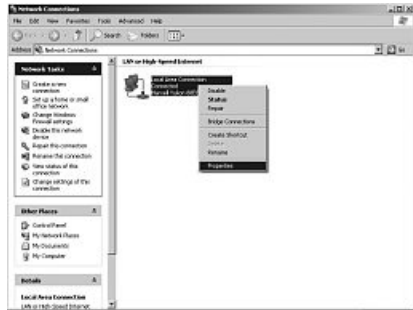 Network Connections
File Edit View Favorites Tools Advanced Help
Back Search Folders
Address Network Connections Go
Network Tasks
Create a new
connection
Set up a home or small
office network
Change Windows
Firewall settings
Disable this network
device
Repair this connection
Rename this connection
View status of this
connection
Change settings of this
connection
Other Places
Control Panel
My Network Places
My Documents
My Computer
Details
Local Area Connection
LAN or High-Speed Internet
LAN or High-Speed Internet
Local Area Connection
Connected
Marvell Yukon
Disable
Status
Repair
Bridge Connections
Create Shortcut
Delete
Rename
Properties